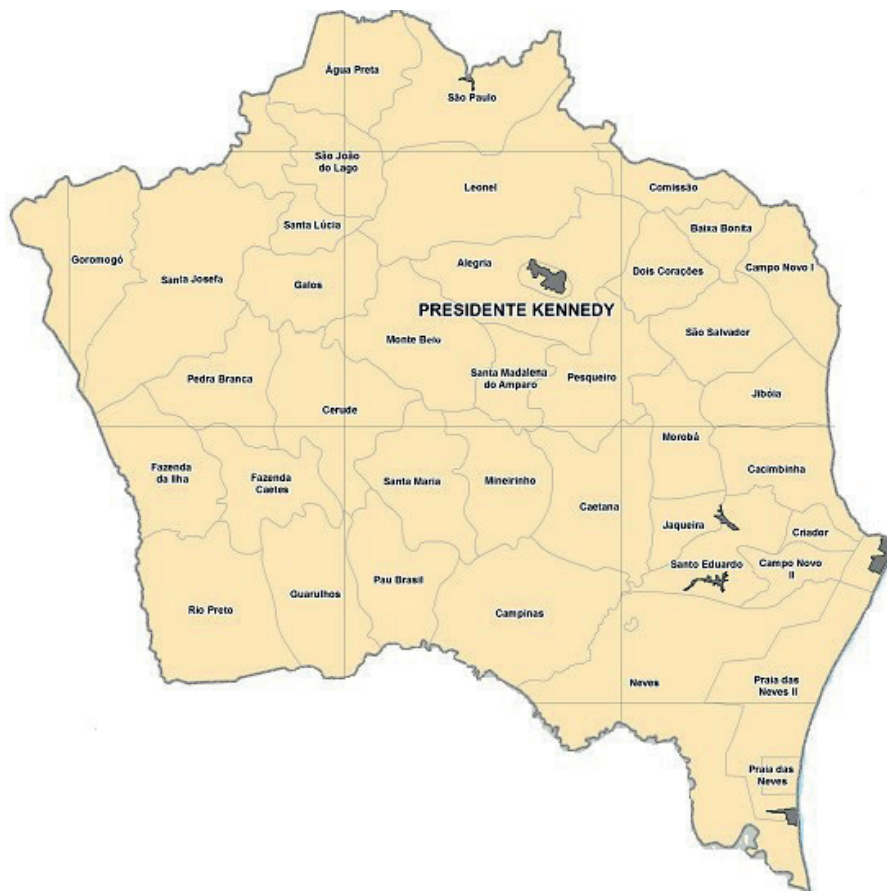 Água Preta
São Paulo
São João
do Lago
Leonel
Comissão
Santa Lúcia
Baixa Bonita
Goromogó
Santa Josefa
Galos
Alegria
Dois Corações
Campo Novo I
PRESIDENTE KENNEDY
Monte Belo
São Salvador
Pedra Branca
Santa Madalena
do Amparo
Pesqueiro
Jibóia
Cerude
Morobá
Fazenda
da Ilha
Fazenda
Caetes
Santa Maria
Mineirinho
Cacimbinha
Caetana
Jaqueira
Criador
Santo Eduardo
Campo Novo
II
Rio Preto
Guarulhos
Pau Brasil
Campinas
Neves
Praia das
Neves II
Praia das
Neves